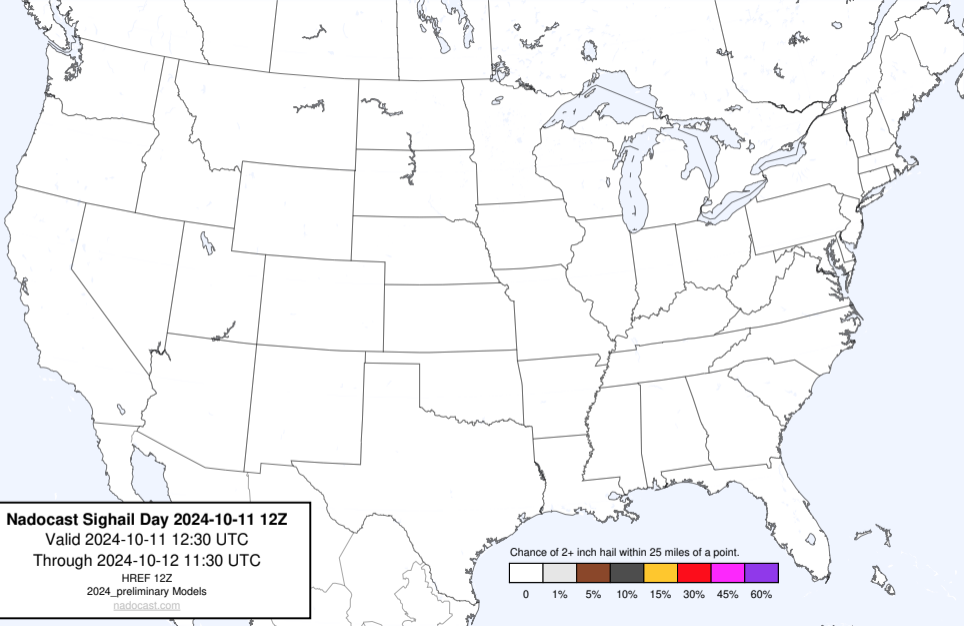 Nadocast Sighail Day 2024-10-11 12Z
Valid 2024-10-11 12:30 UTC
Through 2024-10-12 11:30 UTC
HREF 12Z
2024_preliminary Models
nadocast.com
Chance of 2+ inch hail within 25 miles of a point.
0 1% 5% 10% 15% 30% 45% 60%